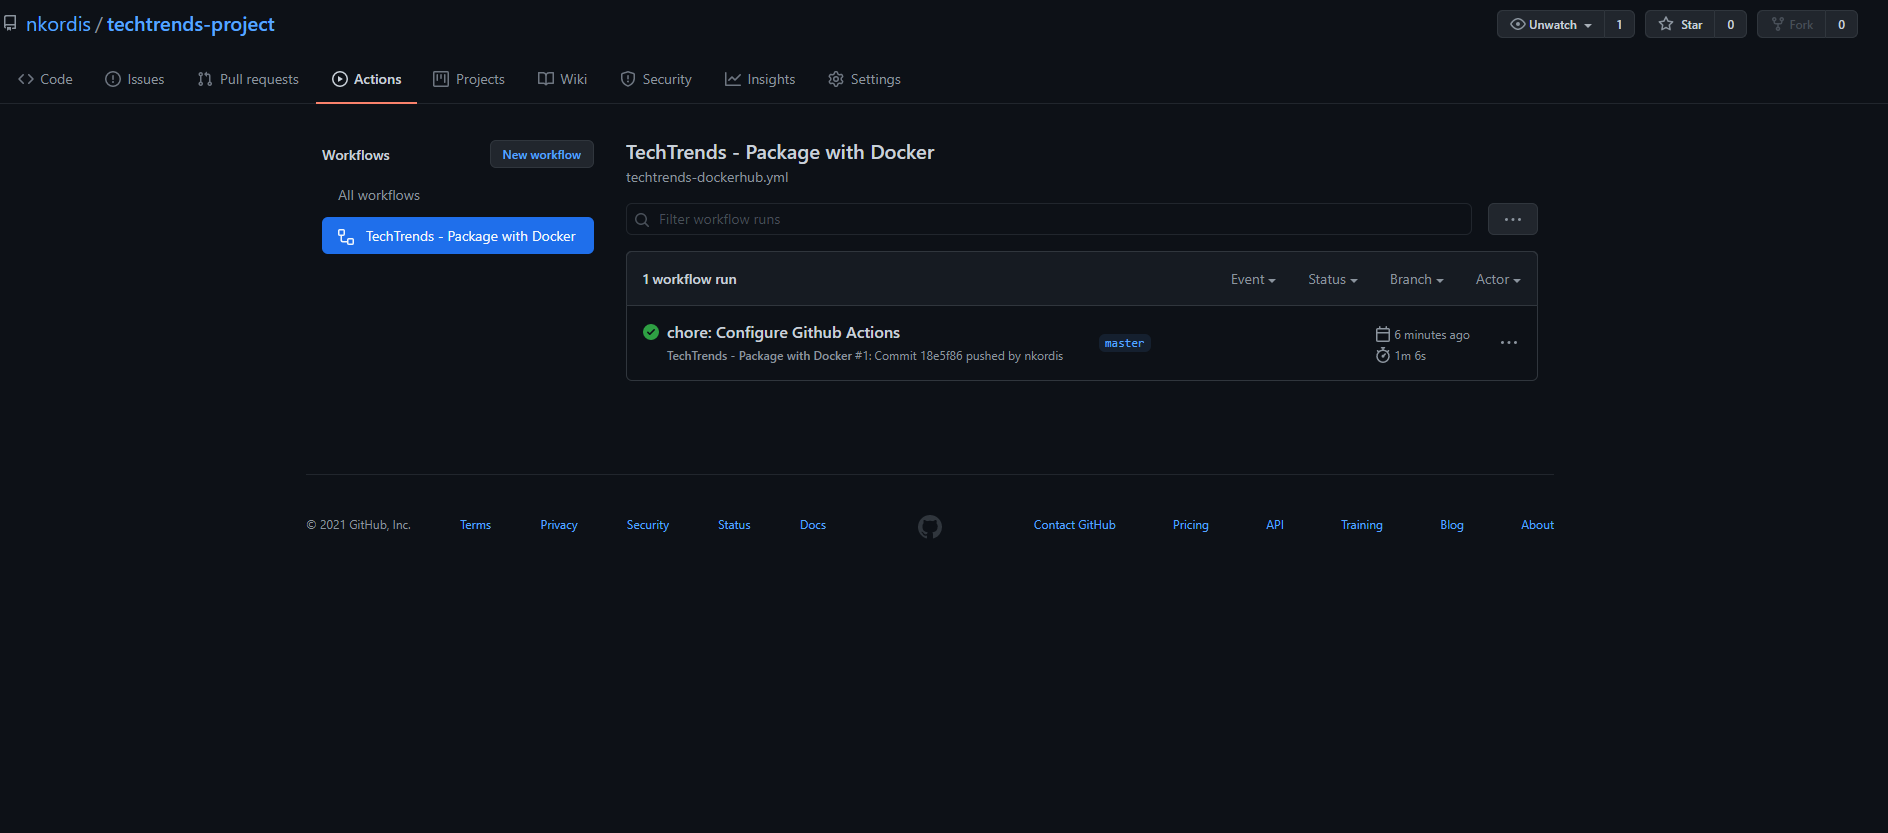 nkordis / techtrends-project
Unwatch 1 Star 0 Fork 0
Code Issues Pull requests Actions Projects Wiki Security Insights Settings
Workflows
New workflow
All workflows
TechTrends - Package with Docker
TechTrends - Package with Docker
techtrends-dockerhub.yml
Filter workflow runs
1 workflow run
Event Status Branch Actor
chore: Configure Github Actions
TechTrends - Package with Docker #1: Commit 18e5f86 pushed by nkordis
master
6 minutes ago
1m 6s
© 2021 GitHub, Inc. Terms Privacy Security Status Docs Contact GitHub Pricing API Training Blog About